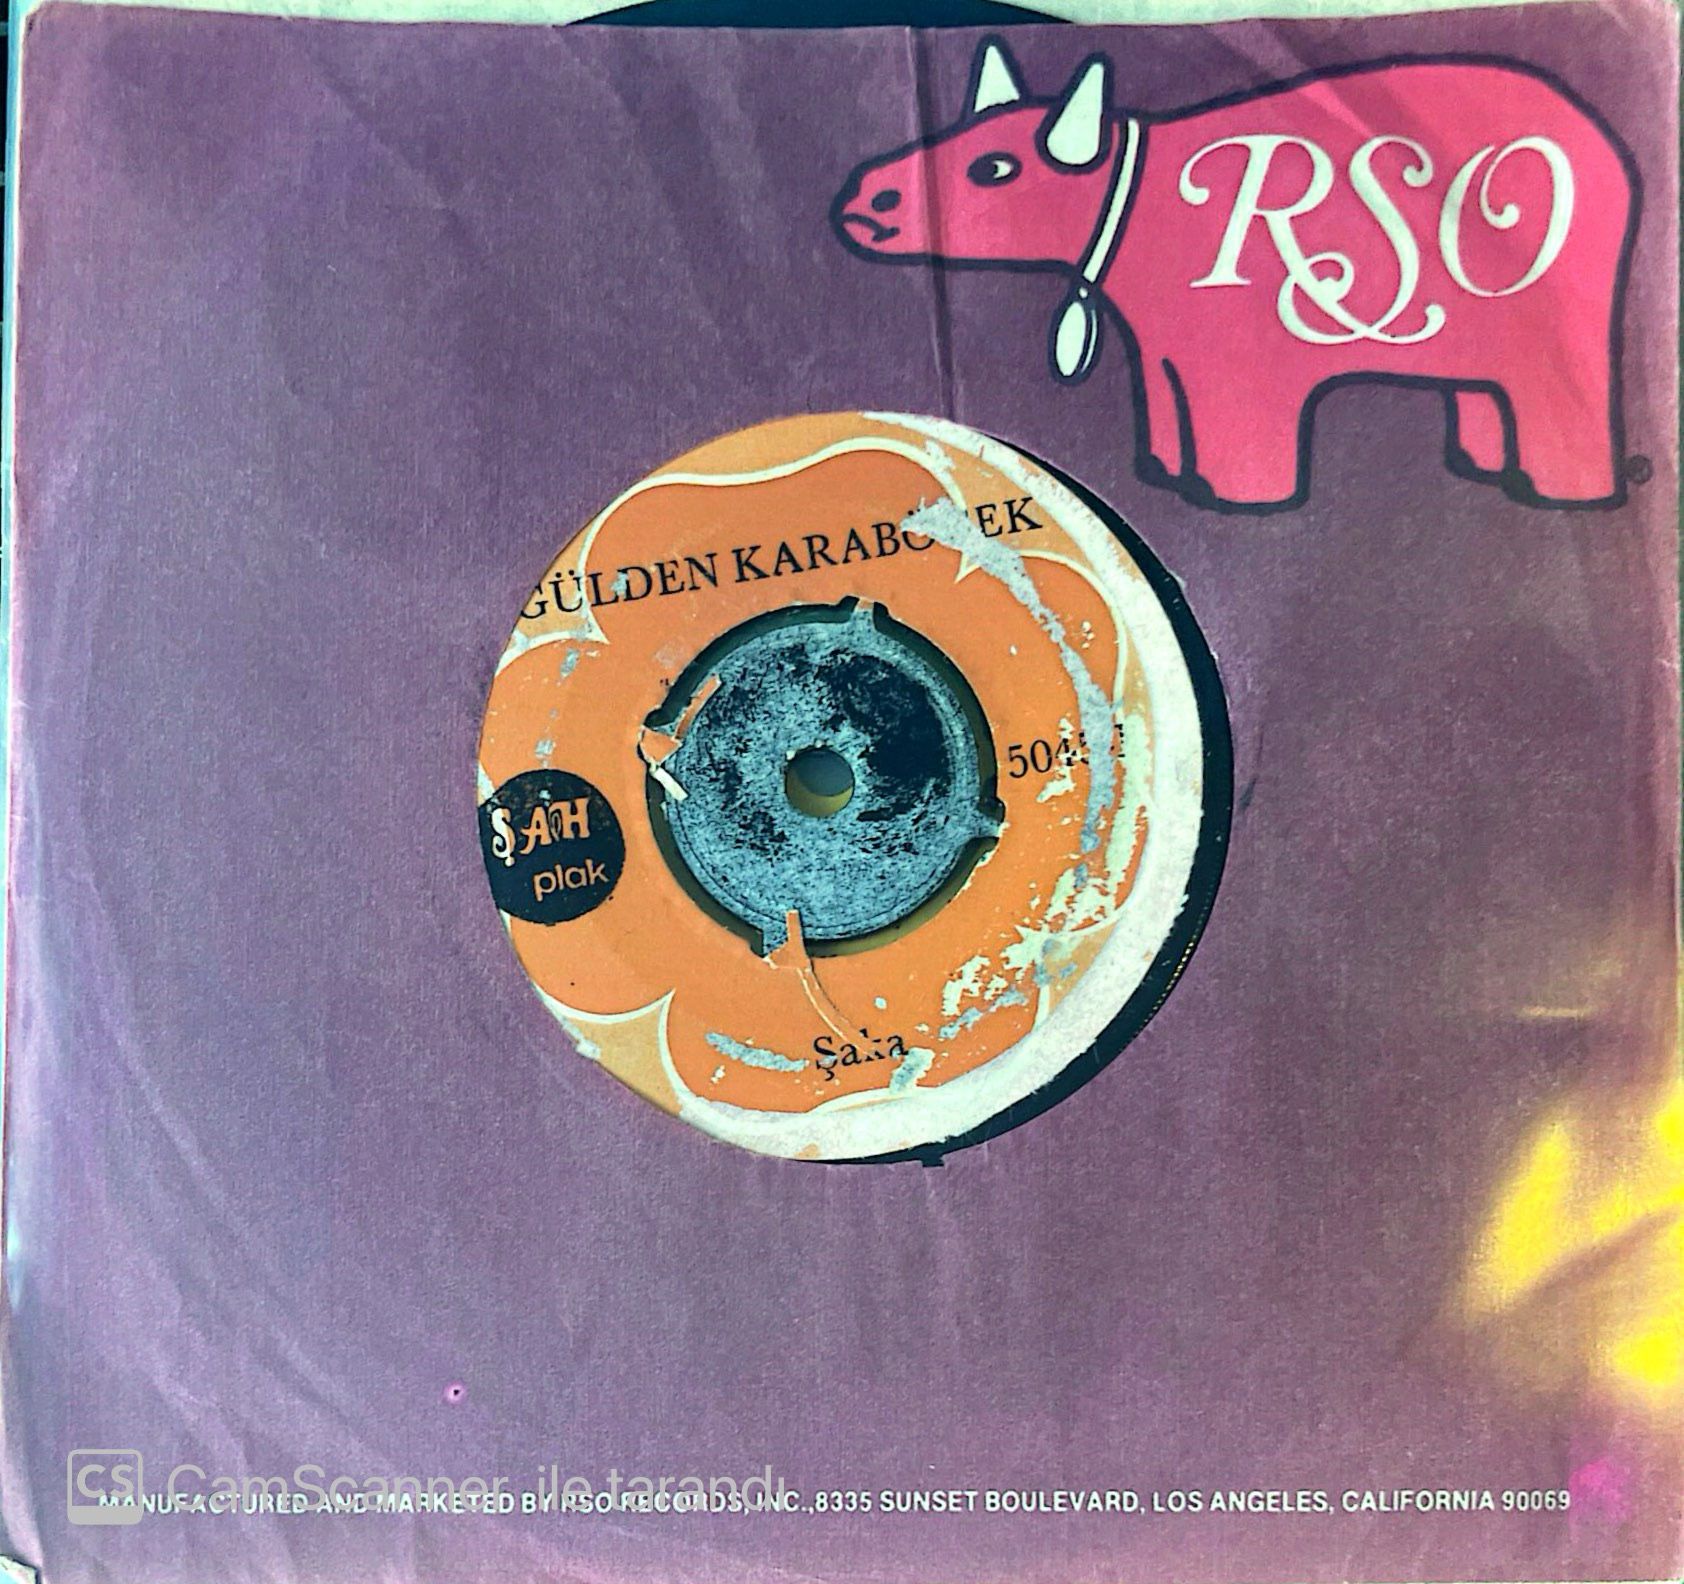 RSO
®
GÜLDEN
ŞAH
plak
Şaka
CS CamScanner ile tarandı
MANUFACTURED AND MARKETED BY RSO RECORDS, INC.,8335 SUNSET BOULEVARD, LOS ANGELES, CALIFORNIA 90069